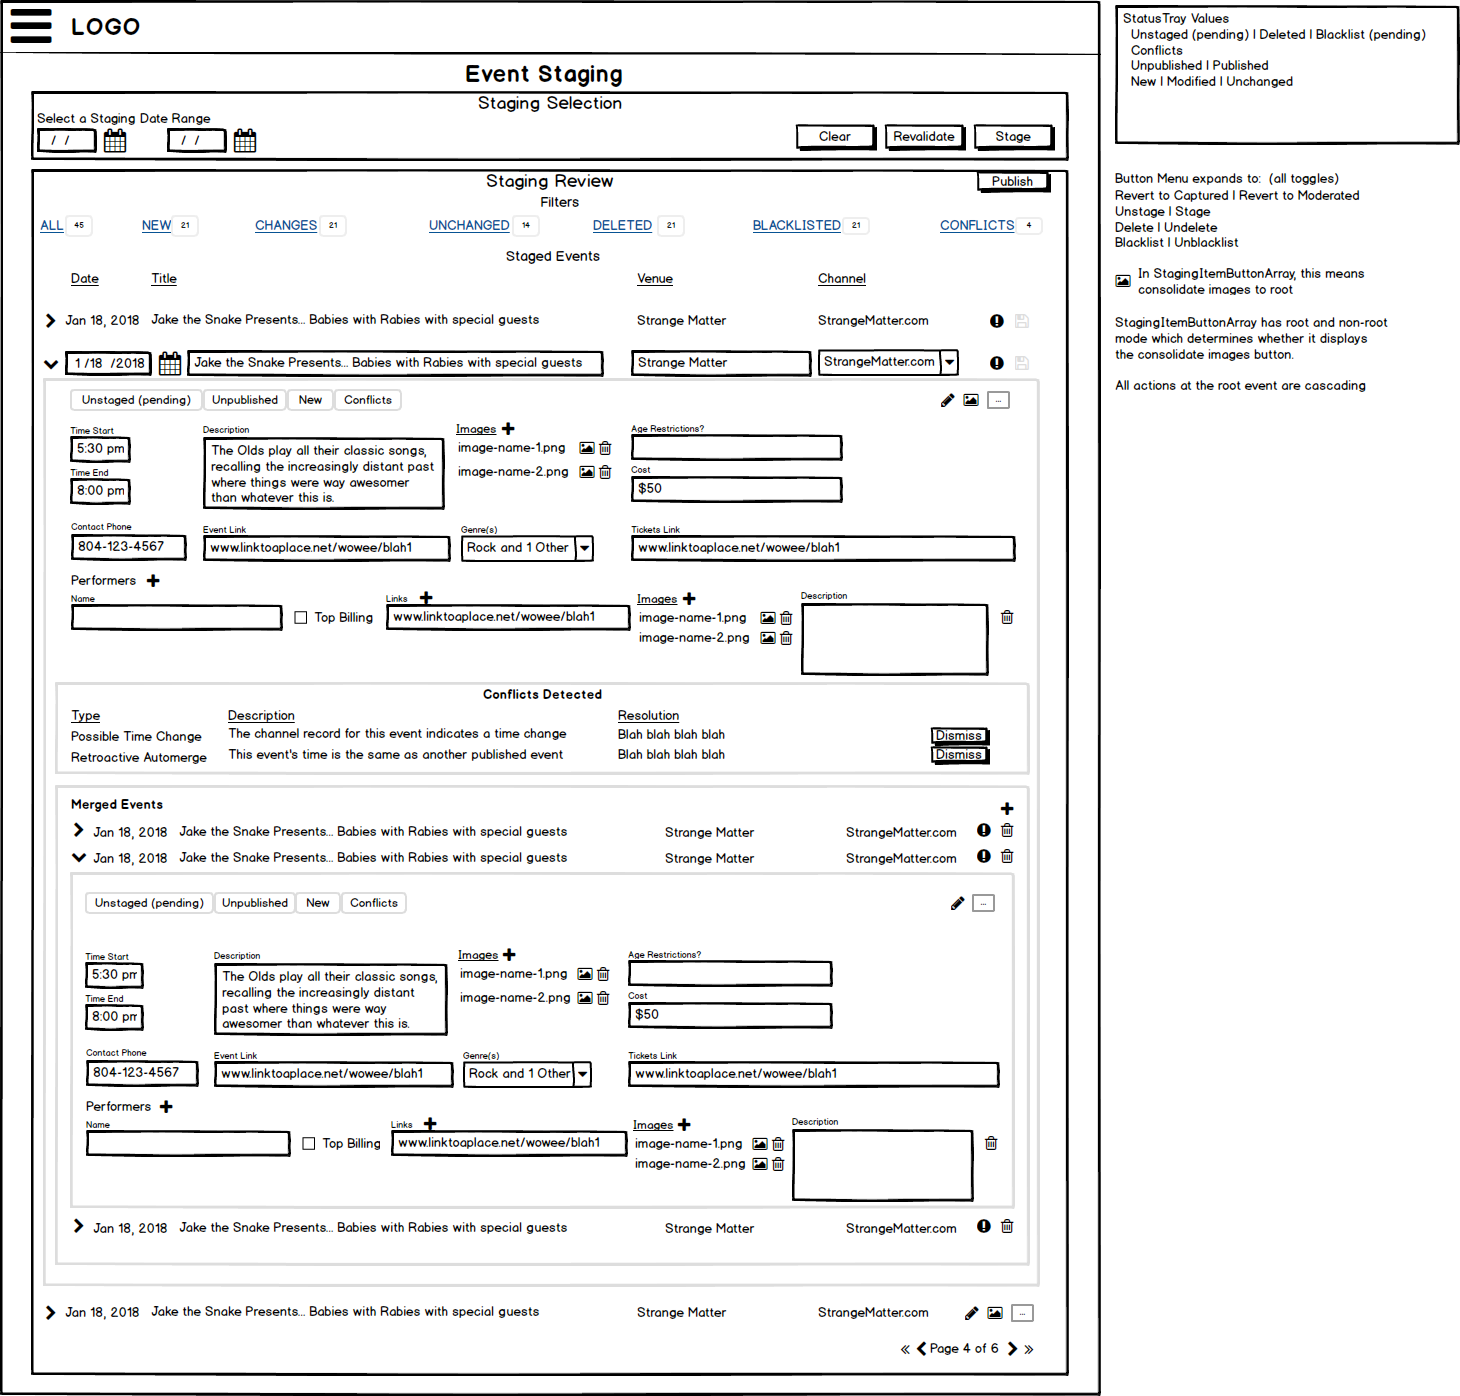 LOGO
Event Staging
Staging Selection
Select a Staging Date Range
/ / / /
Clear Revalidate Stage
Staging Review Publish
Filters
ALL 45 NEW 21 CHANGES 21 UNCHANGED 14 DELETED 21 BLACKLISTED 21 CONFLICTS 4
Staged Events
Date Title Venue Channel
Jan 18, 2018 Jake the Snake Presents... Babies with Rabies with special guests Strange Matter StrangeMatter.com
1 /18 /2018 Jake the Snake Presents... Babies with Rabies with special guests Strange Matter StrangeMatter.com
Unstaged (pending) Unpublished New Conflicts ...
Time Start Description Images Age Restrictions?
5:30 pm The Olds play all their classic songs, image-name-1.png
recalling the increasingly distant past
Time End where things were way awesomer image-name-2.png Cost
8:00 pm than whatever this is. $50
Contact Phone Event Link Genre(s) Tickets Link
804-123-4567 www.linktoaplace.net/wowee/blah1 Rock and 1 Other www.linktoaplace.net/wowee/blah1
Performers
Name Links Images Description
Top Billing www.linktoaplace.net/wowee/blah1 image-name-1.png
image-name-2.png
Conflicts Detected
Type Description Resolution
Possible Time Change The channel record for this event indicates a time change Blah blah blah blah Dismiss
Retroactive Automerge This event's time is the same as another published event Blah blah blah blah Dismiss
Merged Events
Jan 18, 2018 Jake the Snake Presents... Babies with Rabies with special guests Strange Matter StrangeMatter.com
Jan 18, 2018 Jake the Snake Presents... Babies with Rabies with special guests Strange Matter StrangeMatter.com
Unstaged (pending) Unpublished New Conflicts ...
Time Start Description Images Age Restrictions?
5:30 pm The Olds play all their classic songs, image-name-1.png
recalling the increasingly distant
Time End past where things were way image-name-2.png Cost
8:00 pm awesomer than whatever this is. $50
Contact Phone Event Link Genre(s) Tickets Link
804-123-4567 www.linktoaplace.net/wowee/blah1 Rock and 1 Other www.linktoaplace.net/wowee/blah1
Performers
Name Links Images Description
Top Billing www.linktoaplace.net/wowee/blah1 image-name-1.png
image-name-2.png
Jan 18, 2018 Jake the Snake Presents... Babies with Rabies with special guests Strange Matter StrangeMatter.com
Jan 18, 2018 Jake the Snake Presents... Babies with Rabies with special guests Strange Matter StrangeMatter.com ...
Page 4 of 6
StatusTray Values
Unstaged (pending) | Deleted | Blacklist (pending)
Conflicts
Unpublished | Published
New | Modified | Unchanged
Button Menu expands to: (all toggles)
Revert to Captured | Revert to Moderated
Unstage | Stage
Delete | Undelete
Blacklist | Unblacklist
In StagingItemButtonArray, this means
consolidate images to root
StagingItemButtonArray has root and non-root
mode which determines whether it displays
the consolidate images button.
All actions at the root event are cascading